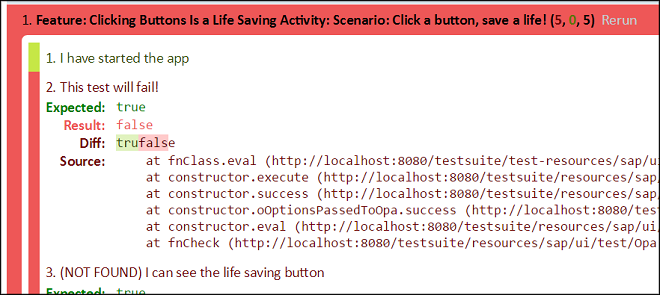 1. Feature: Clicking Buttons Is a Life Saving Activity: Scenario: Click a button, save a life! (5, 0, 5) Rerun
1. I have started the app
2. This test will fail!
Expected: true
Result: false
Diff: trufalse
Source: at fnClass.eval (http://localhost:8080/testsuite/test-resources/sap/u
at constructor.execute (http://localhost:8080/testsuite/resources/sap/
at constructor.success (http://localhost:8080/testsuite/resources/sap/
at constructor.oOptionsPassedToOpa.success (http://localhost:8080/test
at constructor.eval (http://localhost:8080/testsuite/resources/sap/ui/
at fnCheck (http://localhost:8080/testsuite/resources/sap/ui/test/Opa
3. (NOT FOUND) I can see the life saving button
Expected: true